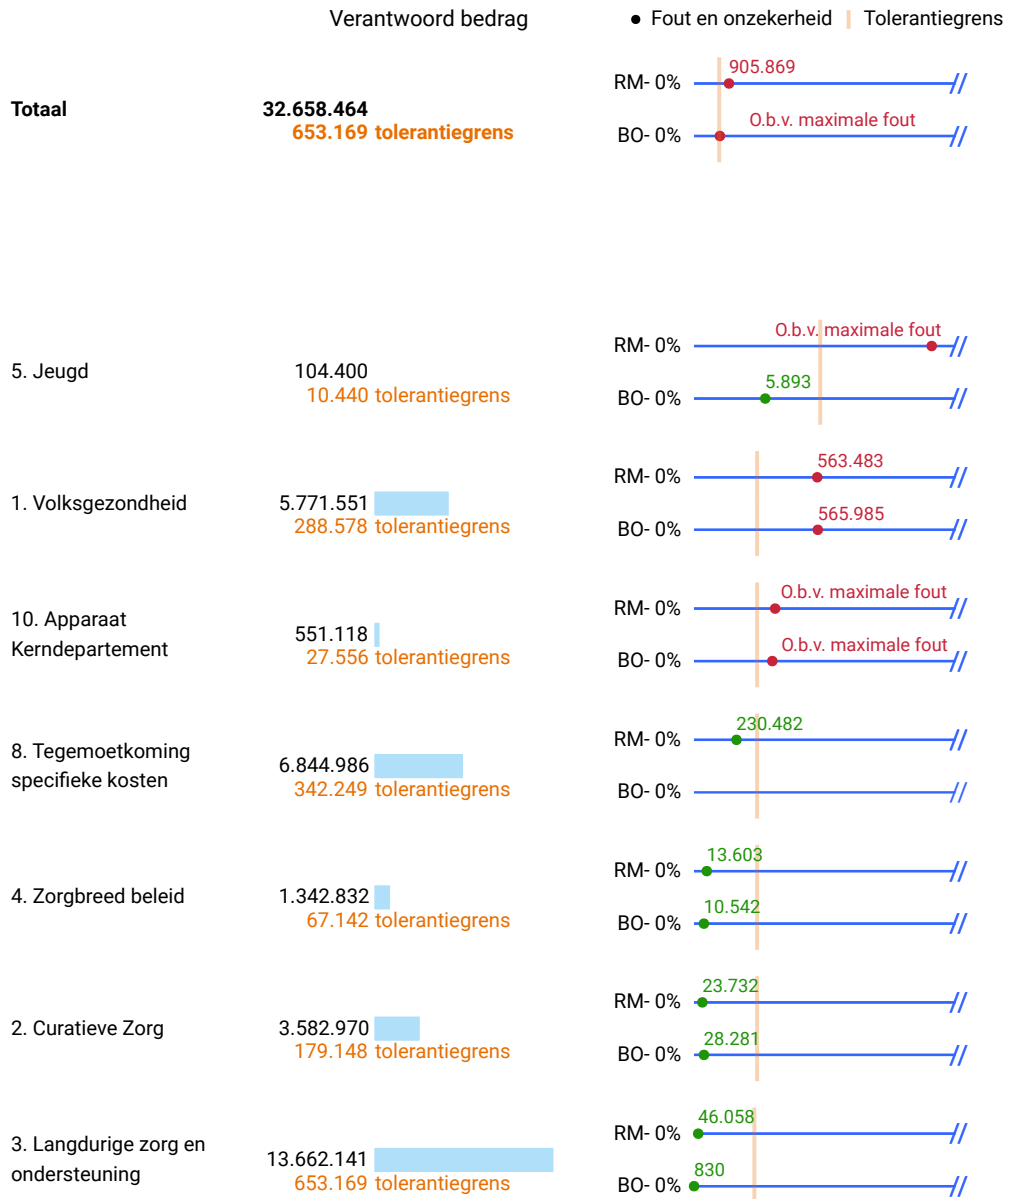 Verantwoord bedrag
Fout en onzekerheid
Tolerantiegrens
Totaal
32.658.464
653.169 tolerantiegrens
RM- 0%
905.869
BO- 0%
O.b.v. maximale fout
5. Jeugd
104.400
10.440 tolerantiegrens
RM- 0%
O.b.v. maximale fout
BO- 0%
5.893
1. Volksgezondheid
5.771.551
288.578 tolerantiegrens
RM- 0%
563.483
BO- 0%
565.985
10. Apparaat
Kerndepartement
551.118
27.556 tolerantiegrens
RM- 0%
O.b.v. maximale fout
BO- 0%
O.b.v. maximale fout
8. Tegemoetkoming
specifieke kosten
6.844.986
342.249 tolerantiegrens
RM- 0%
230.482
BO- 0%
4. Zorgbreed beleid
1.342.832
67.142 tolerantiegrens
RM- 0%
13.603
BO- 0%
10.542
2. Curatieve Zorg
3.582.970
179.148 tolerantiegrens
RM- 0%
23.732
BO- 0%
28.281
3. Langdurige zorg en
ondersteuning
13.662.141
653.169 tolerantiegrens
RM- 0%
46.058
BO- 0%
830